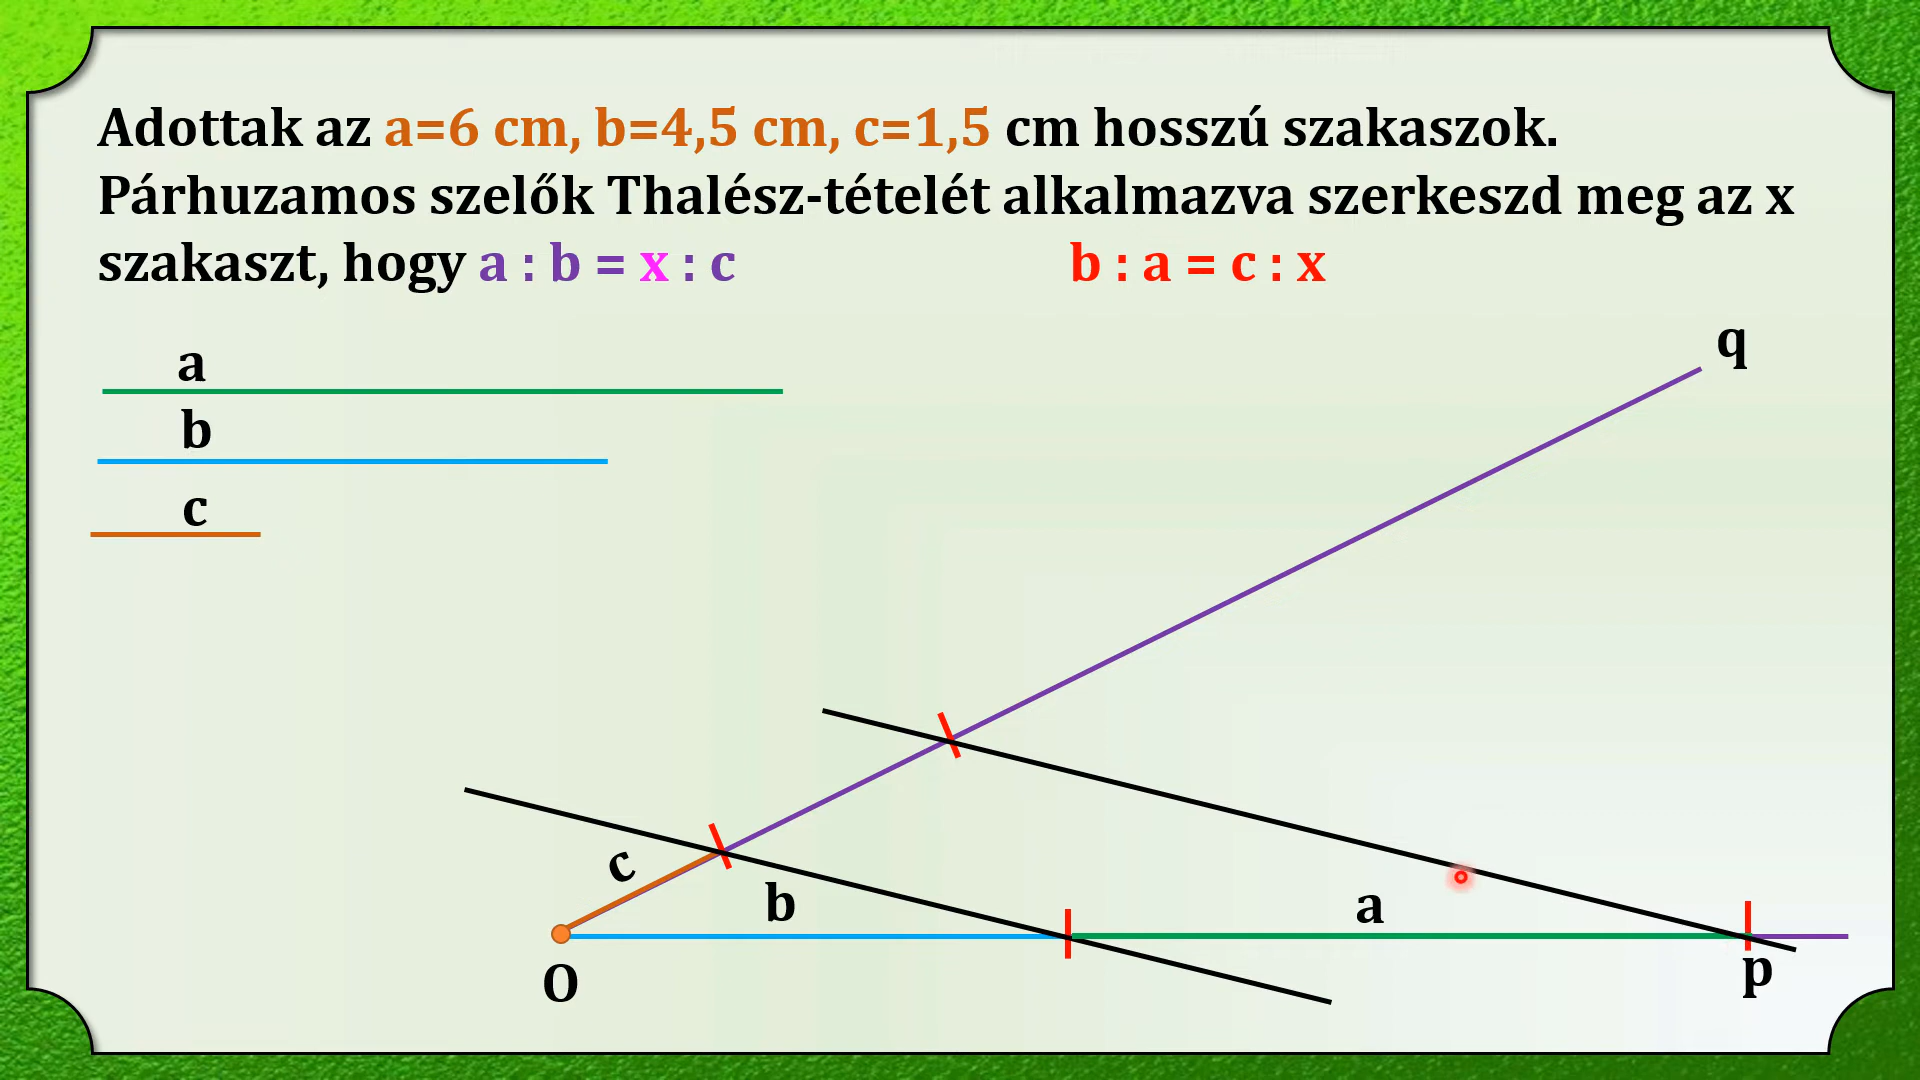 Adottak az a=6 cm, b=4,5 cm, c=1,5 cm hosszú szakaszok.
Párhuzamos szelők Thalész-tételét alkalmazva szerkeszd meg az x
szakaszt, hogy a : b = x : c
b : a = c : x
q
a
b
c
c
b
a
O
p